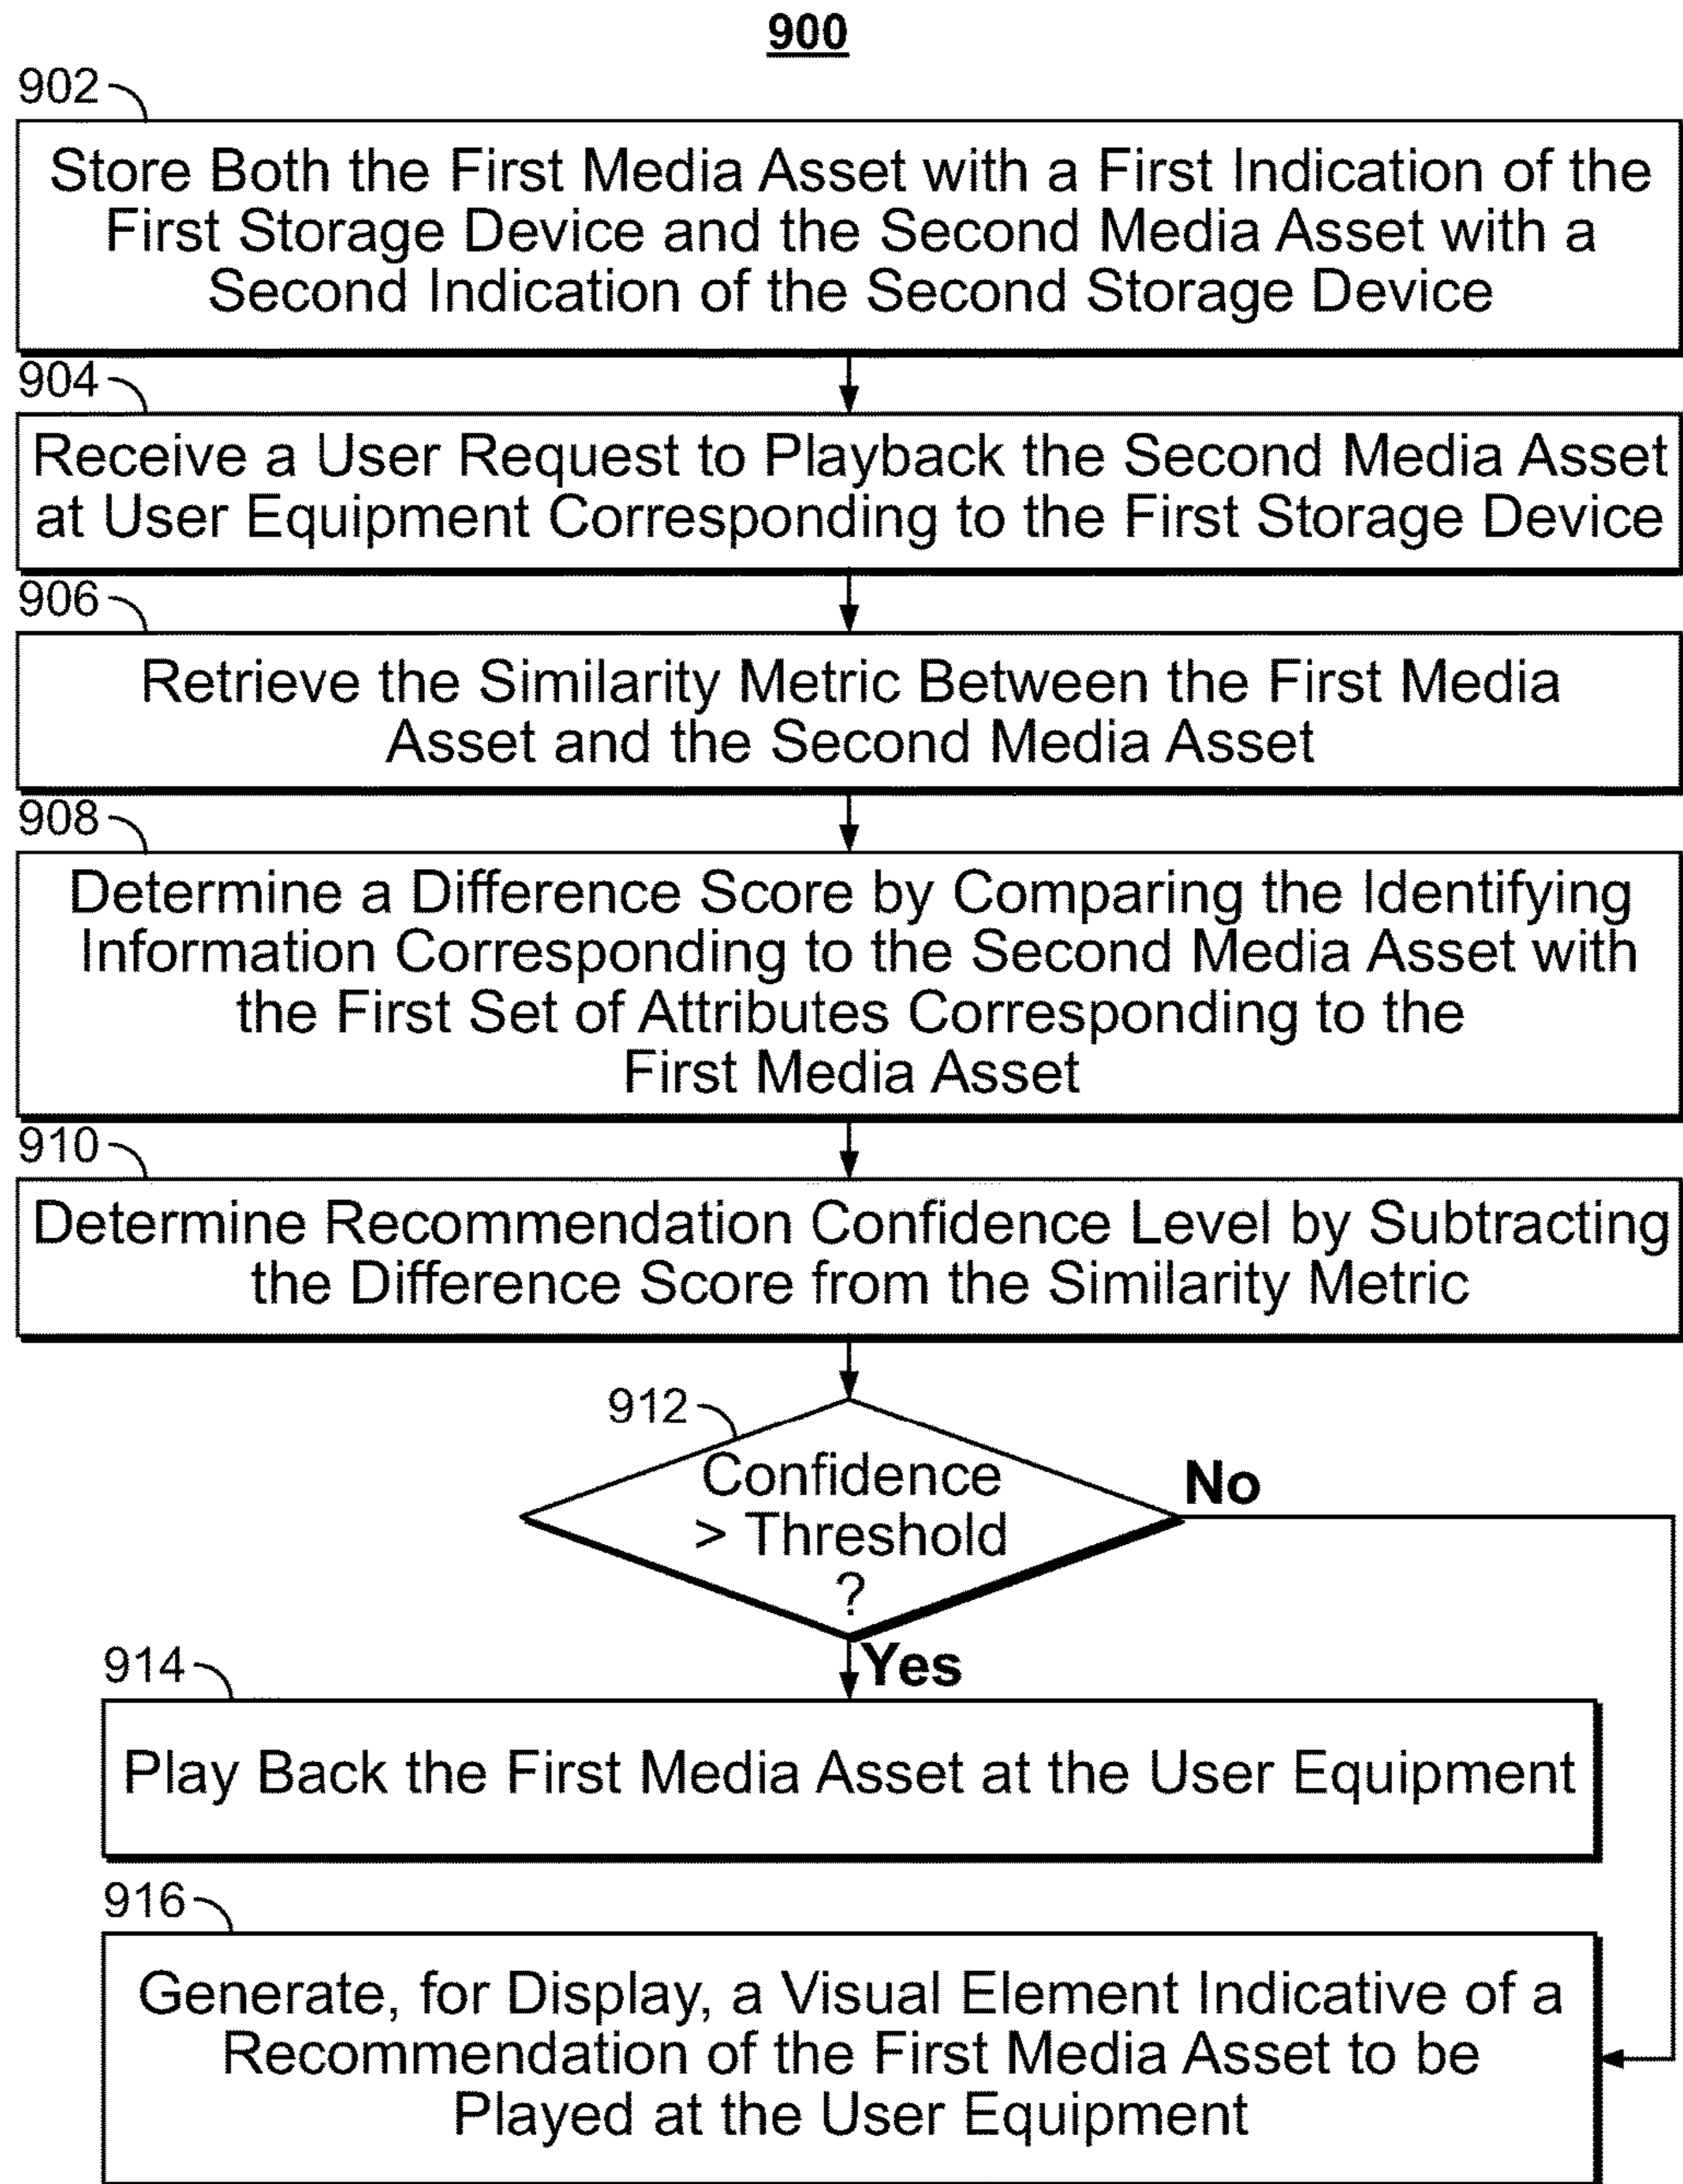 900
902
Store Both the First Media Asset with a First Indication of the
First Storage Device and the Second Media Asset with a
Second Indication of the Second Storage Device
904
Receive a User Request to Playback the Second Media Asset
at User Equipment Corresponding to the First Storage Device
906
Retrieve the Similarity Metric Between the First Media
Asset and the Second Media Asset
908
Determine a Difference Score by Comparing the Identifying
Information Corresponding to the Second Media Asset with
the First Set of Attributes Corresponding to the
First Media Asset
910
Determine Recommendation Confidence Level by Subtracting
the Difference Score from the Similarity Metric
912
Confidence
> Threshold
?
No
Yes
914
Play Back the First Media Asset at the User Equipment
916
Generate, for Display, a Visual Element Indicative of a
Recommendation of the First Media Asset to be
Played at the User Equipment